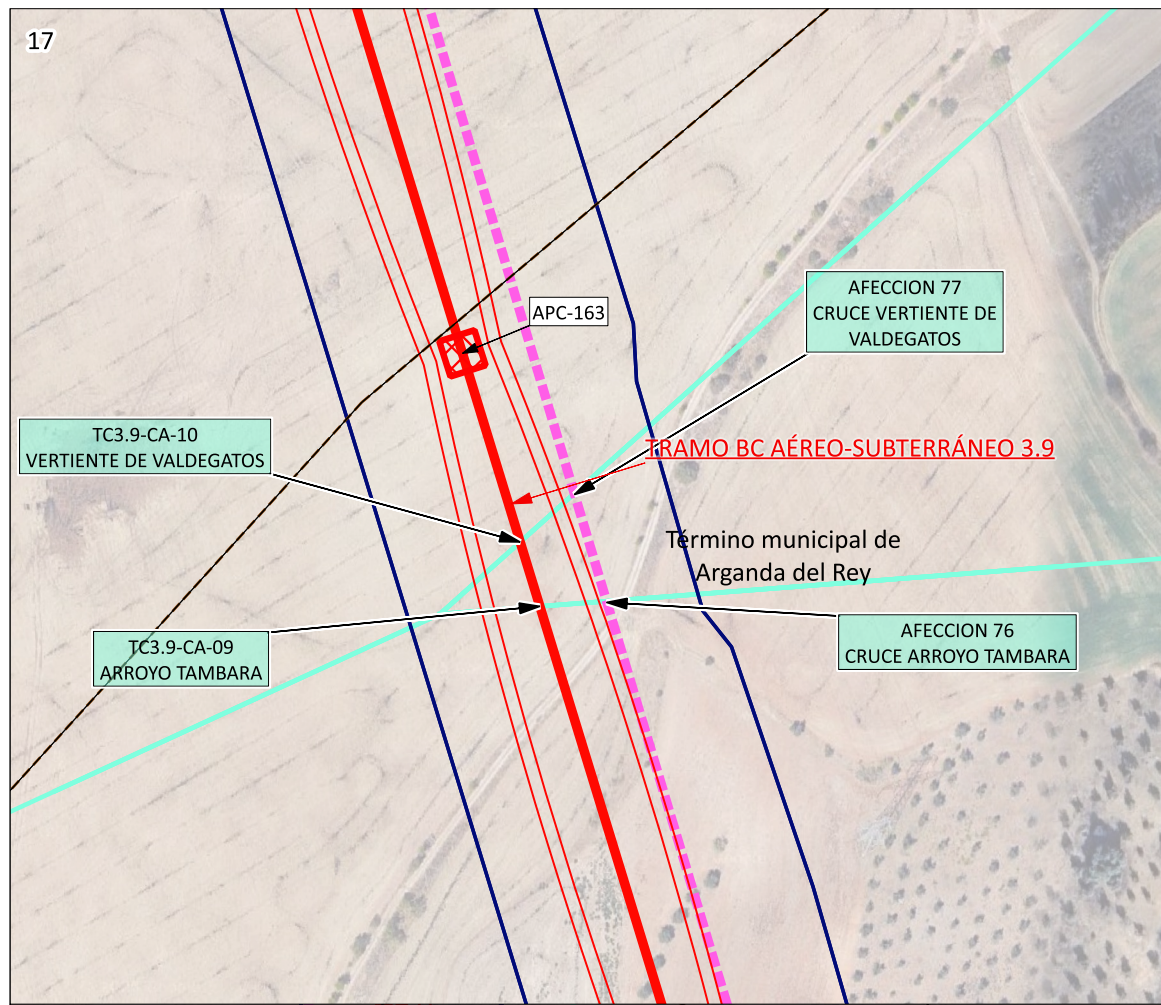 17
APC-163
AFECCION 77
CRUCE VERTIENTE DE
VALDEGATOS
TC3.9-CA-10
VERTIENTE DE VALDEGATOS
TRAMO BC AÉREO-SUBTERRÁNEO 3.9
Término municipal de
Arganda del Rey
TC3.9-CA-09
ARROYO TAMBARA
AFECCION 76
CRUCE ARROYO TAMBARA